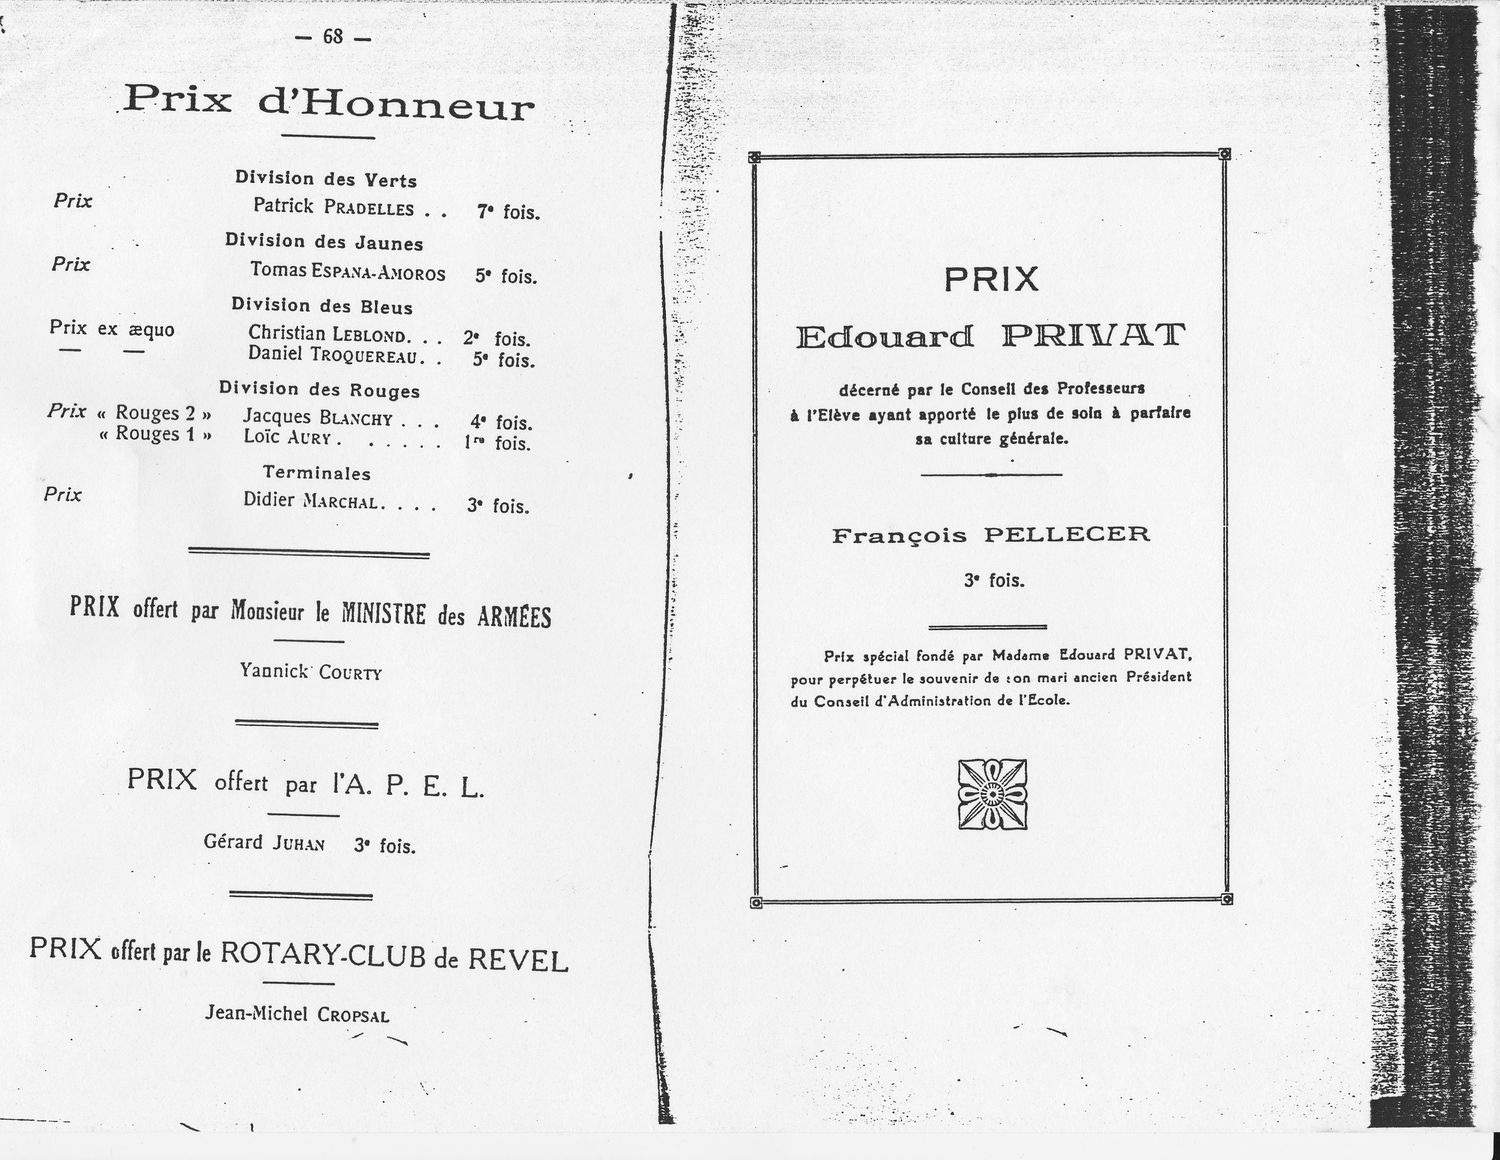 — 68 —
Prix d'Honneur
Division des Verts
Prix Patrick PRADELLES . . 7e fois.
Division des Jaunes
Prix Tomas ESPANA-AMOROS 5e fois.
Division des Bleus
Prix ex æquo Christian LEBLOND. . . 2e fois.
— — Daniel TROQUEREAU. . 5e fois.
Division des Rouges
Prix « Rouges 2 » Jacques BLANCHY . . . 4e fois.
« Rouges 1 » Loïc AURY . . . . . . 1re fois.
Terminales
Prix Didier MARCHAL. . . . 3e fois.
PRIX offert par Monsieur le MINISTRE des ARMÉES
Yannick COURTY
PRIX offert par l'A. P. E. L.
Gérard JUHAN 3e fois.
PRIX offert par le ROTARY-CLUB de REVEL
Jean-Michel CROPSAL
PRIX
Edouard PRIVAT
décerné par le Conseil des Professeurs
à l'Elève ayant apporté le plus de soin à parfaire
sa culture générale.
François PELLECER
3e fois.
Prix spécial fondé par Madame Edouard PRIVAT,
pour perpétuer le souvenir de son mari ancien Président
du Conseil d'Administration de l'Ecole.